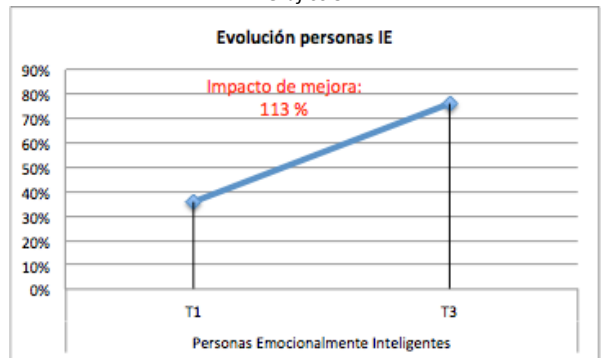 Evolución personas IE
90%
Impacto de mejora:
80%
113 %
70%
60%
50%
40%
30%
20%
10%
0%
T1
T3
Personas Emocionalmente Inteligentes